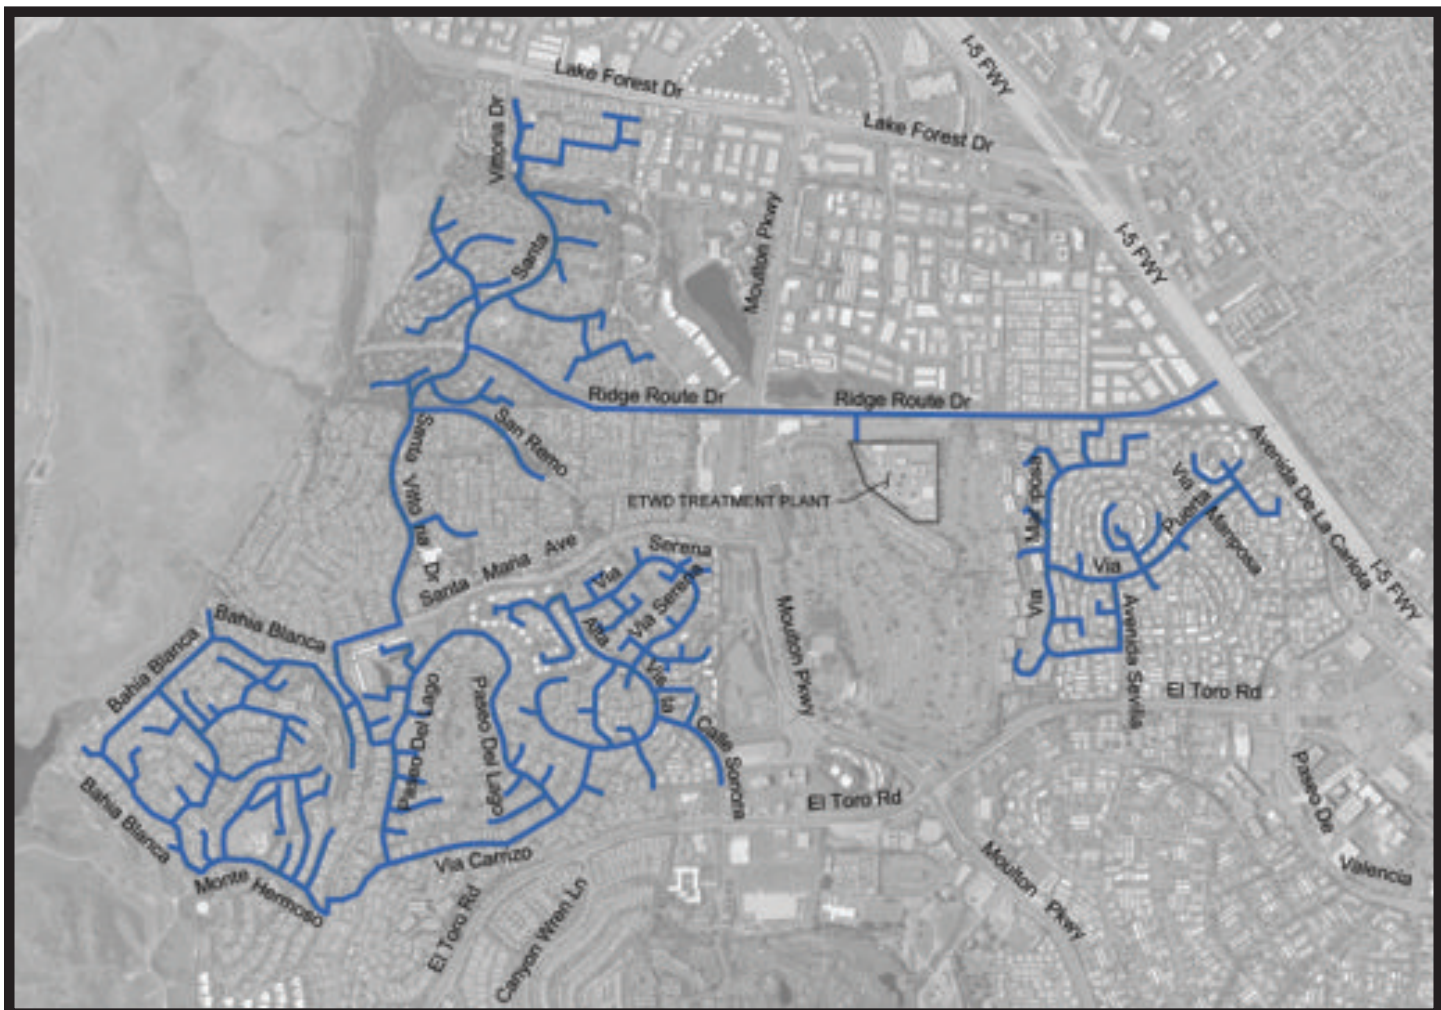 I-5 FWY
Lake Forest Dr
Lake Forest Dr
Vittoria Dr
Moulton Pkwy
I-5 FWY
Santa
Ridge Route Dr
Ridge Route Dr
San Remo
Santa Vittoria Dr
Avenida De La Carlota
Via Mariposa
Via Puerta
Mariposa
ETWD TREATMENT PLANT
Santa Maria Ave
Via Serena
Via Serena
Via
Avenida Sevilla
I-5 FWY
Moulton Pkwy
Alta Vista
Bahia Blanca
Bahia Blanca
Paseo Del Lago
Paseo Del Lago
Calle Sonora
El Toro Rd
El Toro Rd
Paseo De Valencia
Bahia Blanca
Via Carrizo
Monte Hermoso
El Toro Rd
Canyon Wren Ln
Moulton Pkwy